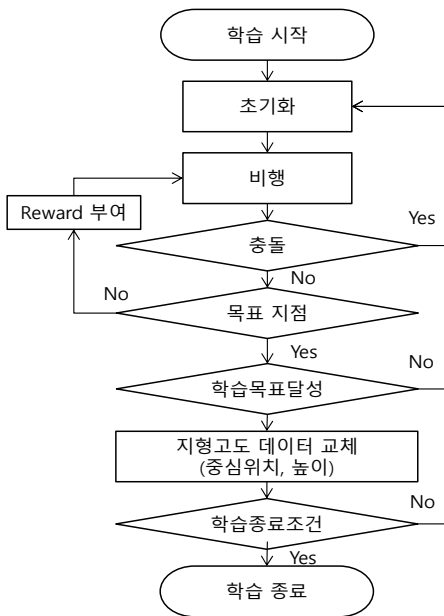 학습 시작
초기화
비행
Reward 부여
Yes
충돌
No
No
목표 지점
Yes
No
학습목표달성
지형고도 데이터 교체
(중심위치, 높이)
No
학습종료조건
Yes
학습 종료